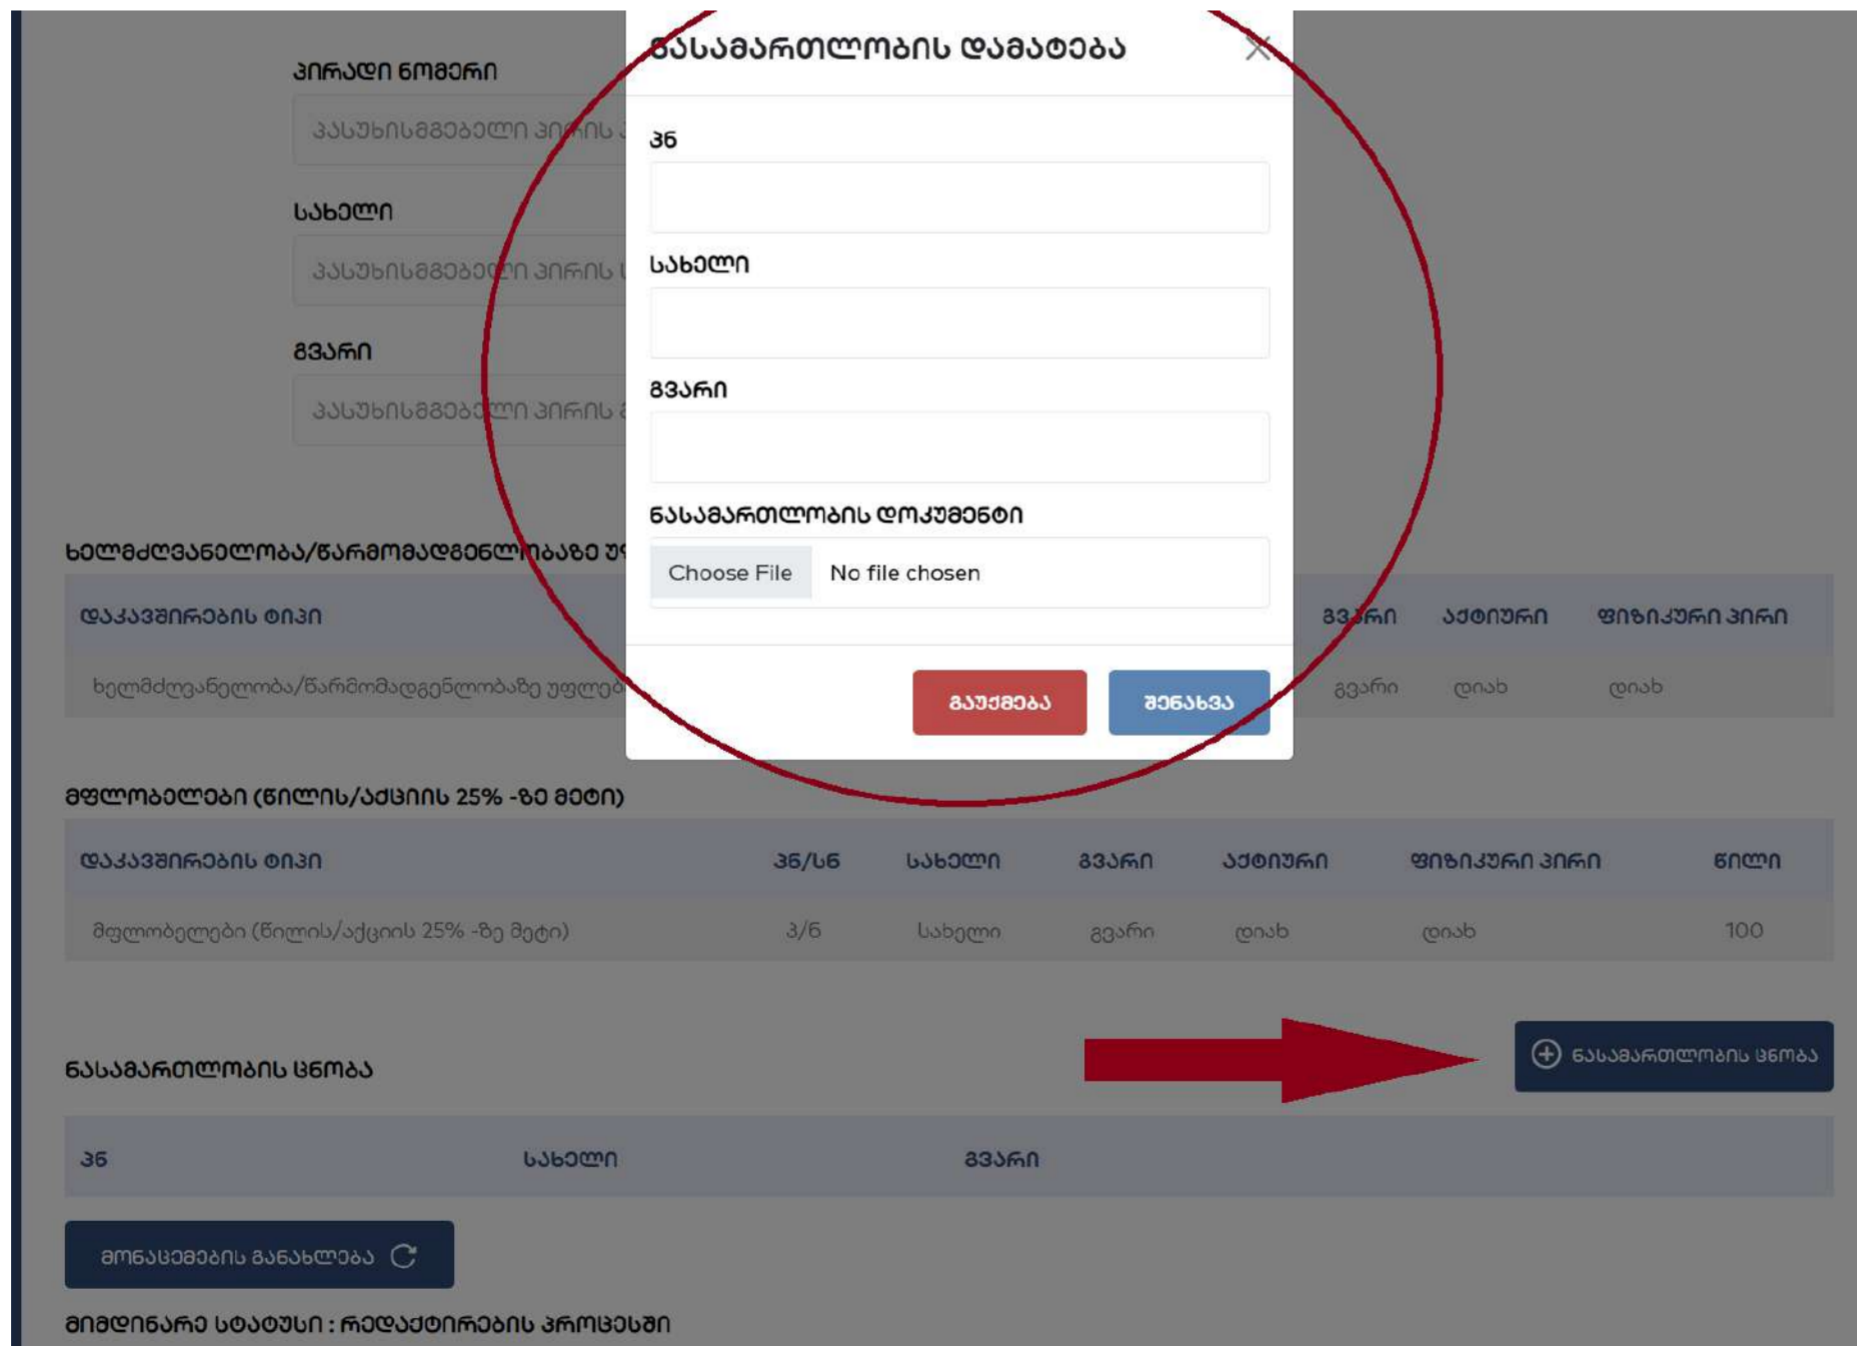 ნასამართლობის დამატება
პირადი ნომერი
პასუხისმგებელი პირის
პნ
სახელი
პასუხისმგებელი პირის
სახელი
გვარი
პასუხისმგებელი პირის
გვარი
ნასამართლობის დოკუმენტი
Choose File No file chosen
გაუქმება შენახვა
ხელმძღვანელობა/წარმომადგენლობაზე
დაკავშირების ტიპი გვარი აქტიური ფიზიკური პირი
ხელმძღვანელობა/წარმომადგენლობაზე გვარი დიახ დიახ
მფლობელები (წილის/აქციის 25% -ზე მეტი)
დაკავშირების ტიპი პნ/სნ სახელი გვარი აქტიური ფიზიკური პირი წილი
მფლობელები (წილის/აქციის 25% -ზე მეტი) პ/ნ სახელი გვარი დიახ დიახ 100
ნასამართლობის ცნობა
ნასამართლობის ცნობა
პნ სახელი გვარი
მონაცემების განახლება
მიმდინარე სტატუსი : რედაქტირების პროცესში